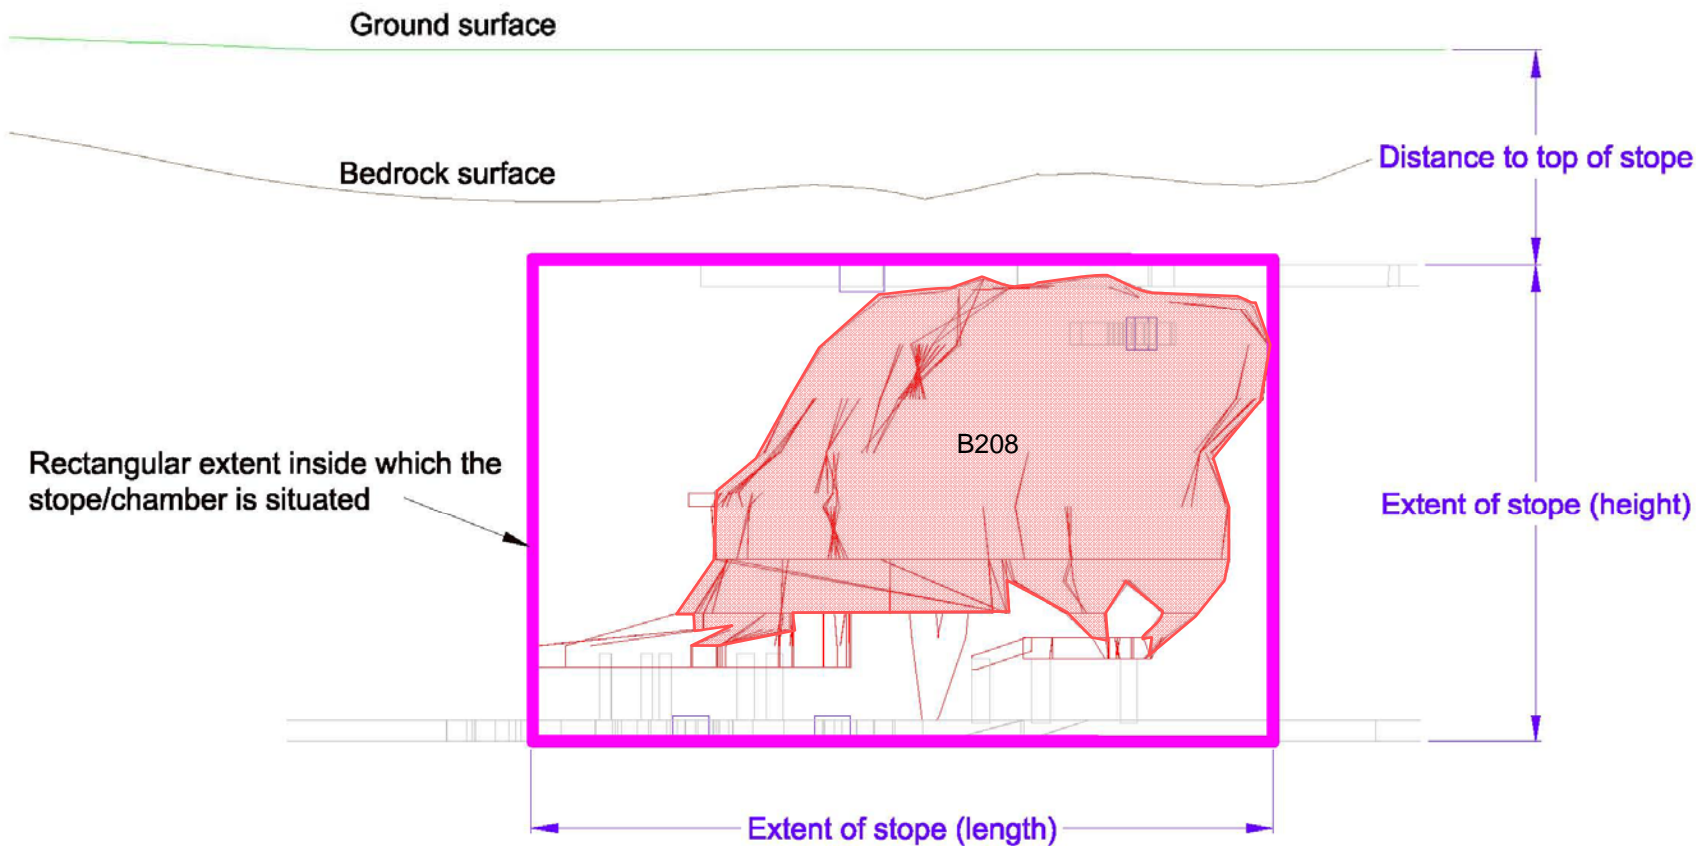 Ground surface
Bedrock surface
Distance to top of stope
B208
Rectangular extent inside which the
stope/chamber is situated
Extent of stope (height)
Extent of stope (length)